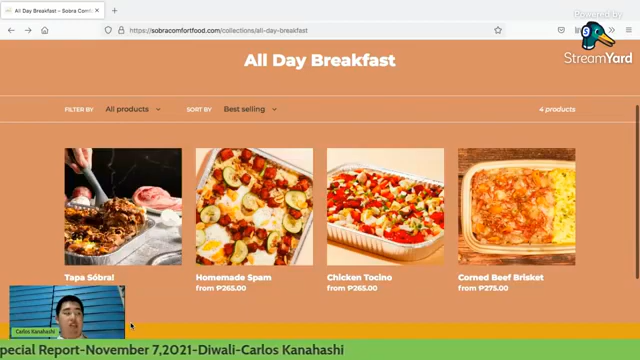 All Day Breakfast – Sobra Comf
https://sobracomfortfood.com/collections/all-day-breakfast
Powered by
StreamYard
All Day Breakfast
FILTER BY All products SORT BY Best selling 4 products
Tapa Sóbral
Homemade Spam
from ₱265.00
Chicken Tocino
from ₱265.00
Corned Beef Brisket
from ₱275.00
Carlos Kanahashi
pecial Report-November 7,2021-Diwali-Carlos Kanahashi